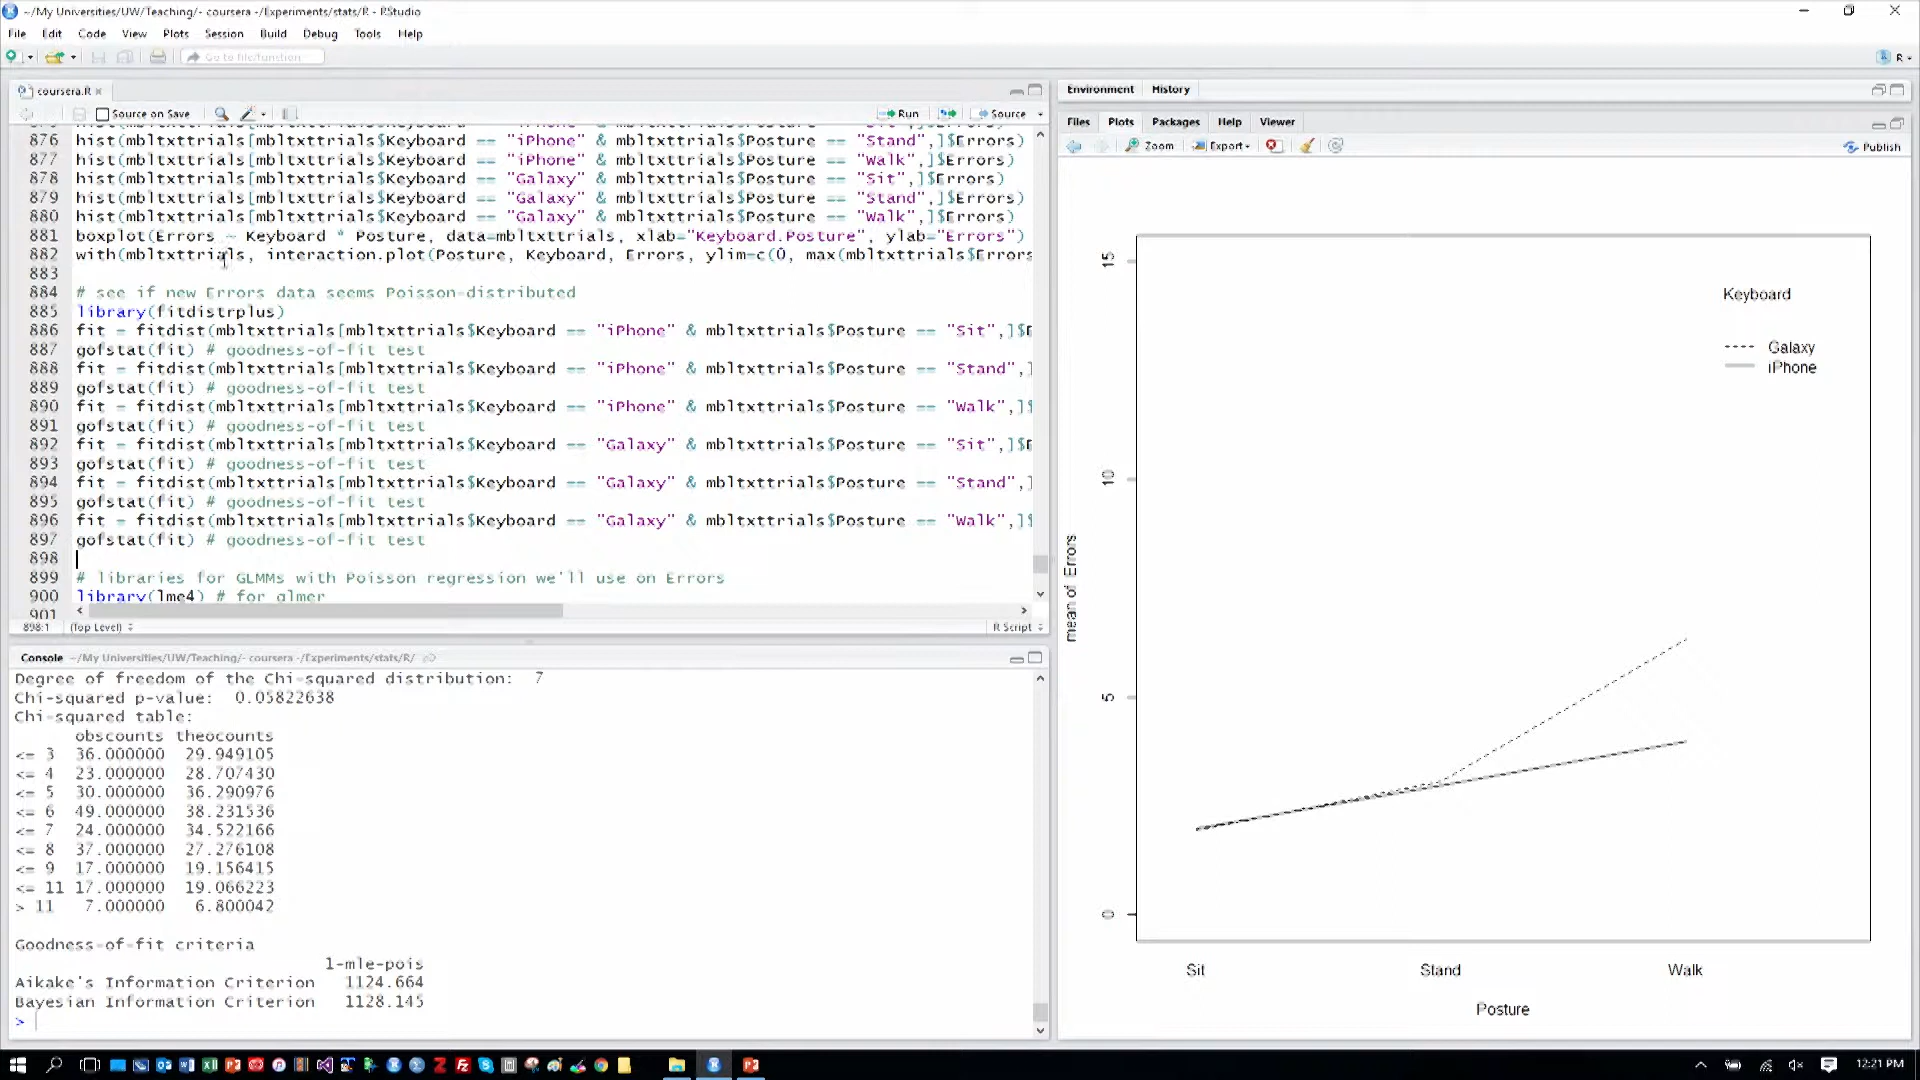 ~/My Universities/UW/Teaching/- coursera -/Experiments/stats/R - RStudio
File Edit Code View Plots Session Build Debug Tools Help
Go to file/function
R
coursera.R
Source on Save Run Source
876 hist(mbltxttrials[mbltxttrials$Keyboard == "iPhone" & mbltxttrials$Posture == "Stand",]$Errors)
877 hist(mbltxttrials[mbltxttrials$Keyboard == "iPhone" & mbltxttrials$Posture == "Walk",]$Errors)
878 hist(mbltxttrials[mbltxttrials$Keyboard == "Galaxy" & mbltxttrials$Posture == "Sit",]$Errors)
879 hist(mbltxttrials[mbltxttrials$Keyboard == "Galaxy" & mbltxttrials$Posture == "Stand",]$Errors)
880 hist(mbltxttrials[mbltxttrials$Keyboard == "Galaxy" & mbltxttrials$Posture == "Walk",]$Errors)
881 boxplot(Errors ~ Keyboard * Posture, data=mbltxttrials, xlab="Keyboard.Posture", ylab="Errors")
882 with(mbltxttrials, interaction.plot(Posture, Keyboard, Errors, ylim=c(0, max(mbltxttrials$Errors
883
884 # see if new Errors data seems Poisson-distributed
885 library(fitdistrplus)
886 fit = fitdist(mbltxttrials[mbltxttrials$Keyboard == "iPhone" & mbltxttrials$Posture == "Sit",]$E
887 gofstat(fit) # goodness-of-fit test
888 fit = fitdist(mbltxttrials[mbltxttrials$Keyboard == "iPhone" & mbltxttrials$Posture == "Stand",]
889 gofstat(fit) # goodness-of-fit test
890 fit = fitdist(mbltxttrials[mbltxttrials$Keyboard == "iPhone" & mbltxttrials$Posture == "Walk",]$
891 gofstat(fit) # goodness-of-fit test
892 fit = fitdist(mbltxttrials[mbltxttrials$Keyboard == "Galaxy" & mbltxttrials$Posture == "Sit",]$E
893 gofstat(fit) # goodness-of-fit test
894 fit = fitdist(mbltxttrials[mbltxttrials$Keyboard == "Galaxy" & mbltxttrials$Posture == "Stand",]
895 gofstat(fit) # goodness-of-fit test
896 fit = fitdist(mbltxttrials[mbltxttrials$Keyboard == "Galaxy" & mbltxttrials$Posture == "Walk",]$
897 gofstat(fit) # goodness-of-fit test
898
899 # libraries for GLMMs with Poisson regression we'll use on Errors
900 library(lme4) # for glmer
901
898:1 (Top Level) R Script
Console ~/My Universities/UW/Teaching/- coursera -/Experiments/stats/R/
Degree of freedom of the Chi-squared distribution: 7
Chi-squared p-value: 0.05822638
Chi-squared table:
obscounts theocounts
<= 3 36.000000 29.949105
<= 4 23.000000 28.707430
<= 5 30.000000 36.290976
<= 6 49.000000 38.231536
<= 7 24.000000 34.522166
<= 8 37.000000 27.276108
<= 9 17.000000 19.156415
<= 11 17.000000 19.066223
> 11 7.000000 6.800042
Goodness-of-fit criteria
1-mle-pois
Aikake's Information Criterion 1124.664
Bayesian Information Criterion 1128.145
>
Environment History
Files Plots Packages Help Viewer
Zoom Export Publish
15
10
5
0
mean of Errors
Keyboard
Galaxy
iPhone
Sit Stand Walk
Posture
12:21 PM